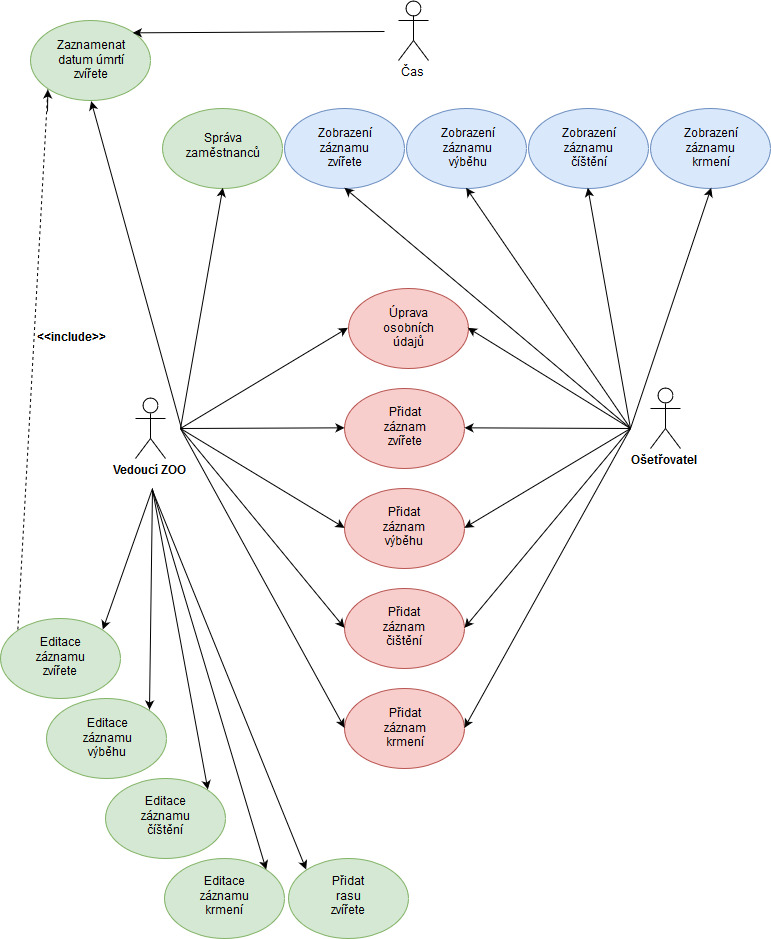 Zaznamenat
datum úmrtí
zvířete
Čas
Správa
zaměstnanců
Zobrazení
záznamu
zvířete
Zobrazení
záznamu
výběhu
Zobrazení
záznamu
číštění
Zobrazení
záznamu
krmení
Úprava
osobních
údajů
<<include>>
Přidat
záznam
zvířete
Vedoucí ZOO
Ošetřovatel
Přidat
záznam
výběhu
Přidat
záznam
čištění
Editace
záznamu
zvířete
Přidat
záznam
krmení
Editace
záznamu
výběhu
Editace
záznamu
číštění
Editace
záznamu
krmení
Přidat
rasu
zvířete